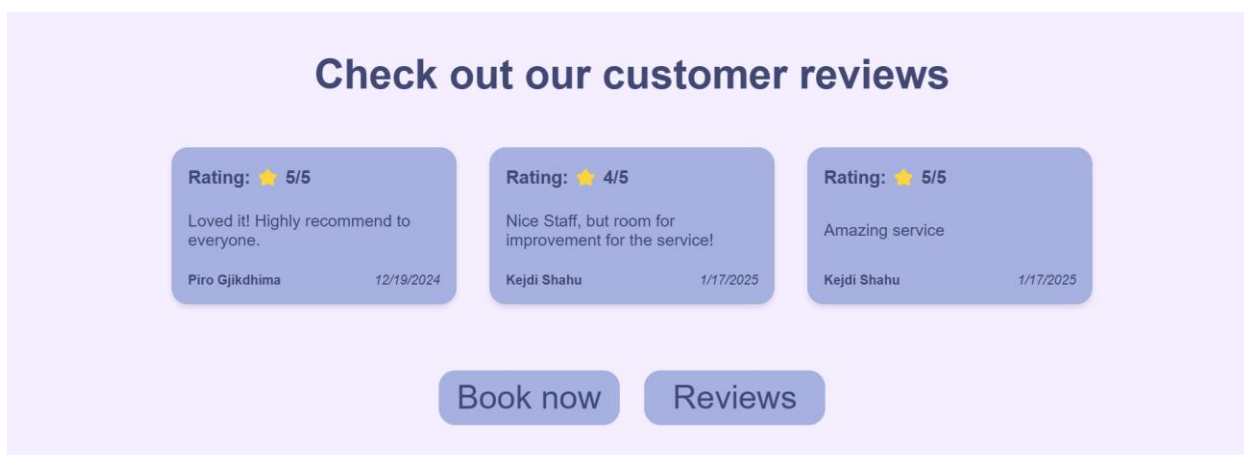 Check out our customer reviews
Rating: 5/5
Loved it! Highly recommend to
everyone.
Piro Gjikdhima 12/19/2024
Rating: 4/5
Nice Staff, but room for
improvement for the service!
Kejdi Shahu 1/17/2025
Rating: 5/5
Amazing service
Kejdi Shahu 1/17/2025
Book now
Reviews